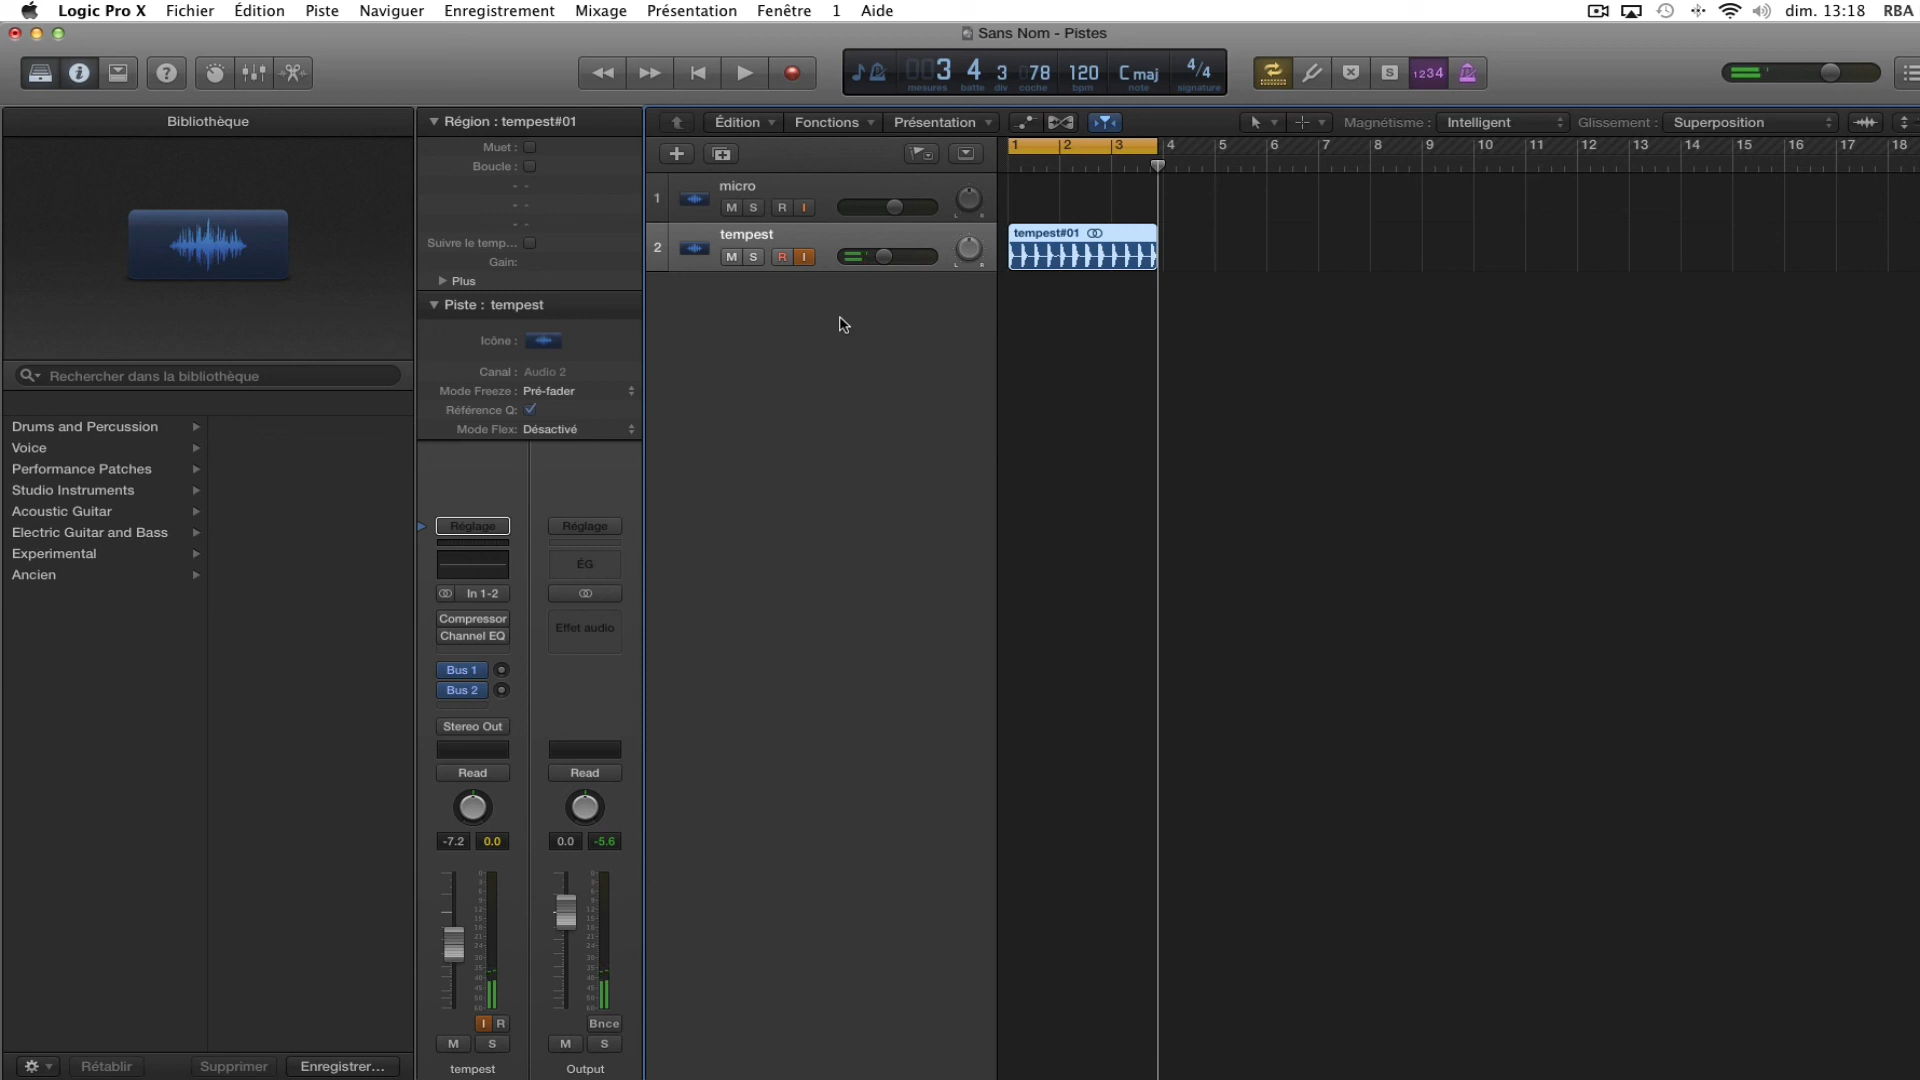 Logic Pro X Fichier Édition Piste Naviguer Enregistrement Mixage Présentation Fenêtre 1 Aide dim. 13:18 RBA
Sans Nom - Pistes
3 4 3 78 120 C maj 4/4
mesures batte div coche bpm note signature
S 1234
Bibliothèque
Rechercher dans la bibliothèque
Drums and Percussion
Voice
Performance Patches
Studio Instruments
Acoustic Guitar
Electric Guitar and Bass
Experimental
Ancien
Rétablir Supprimer Enregistrer...
Région : tempest#01
Muet :
Boucle :
- -
- -
- -
Suivre le temp...
Gain:
Plus
Piste : tempest
Icône :
Canal : Audio 2
Mode Freeze : Pré-fader
Référence Q:
Mode Flex: Désactivé
Réglage Réglage
ÉG
In 1-2
Compressor
Channel EQ
Effet audio
Bus 1
Bus 2
Stereo Out
Read Read
-7.2 0.0 0.0 -5.6
I R Bnce
M S M S
tempest Output
Édition Fonctions Présentation Magnétisme : Intelligent Glissement : Superposition
1 2 3 4 5 6 7 8 9 10 11 12 13 14 15 16 17 18
1 micro
M S R I L R
2 tempest
M S R I L R
tempest#01